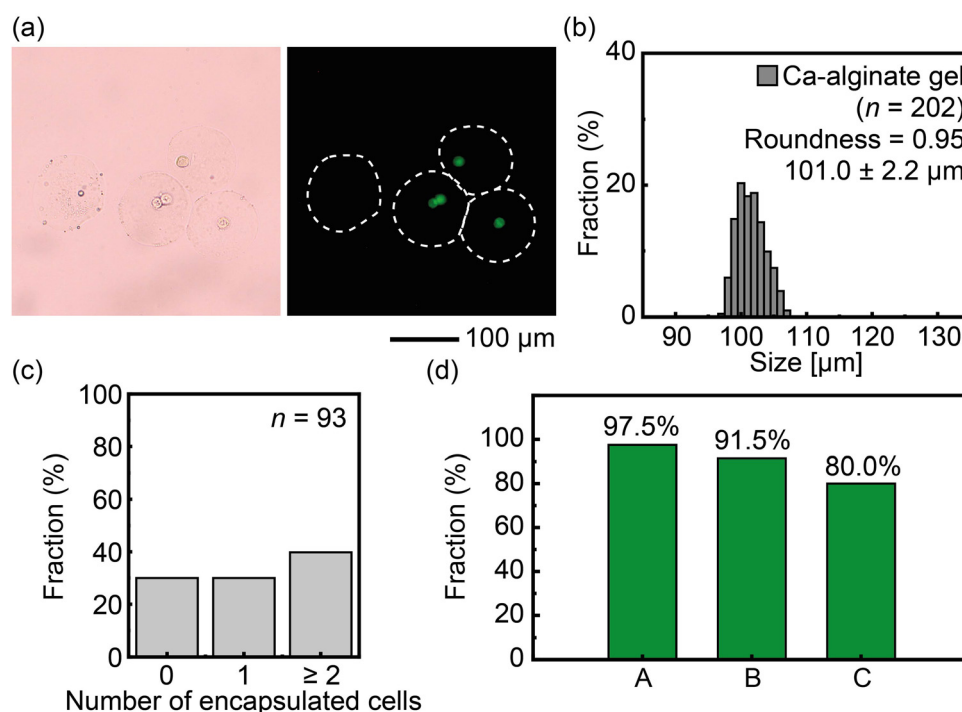 (a)
100 µm
(b)
40
20
0
Fraction (%)
Ca-alginate gel
(n = 202)
Roundness = 0.95
101.0 ± 2.2 µm
90 100 110 120 130
Size [µm]
(c)
100
80
60
40
20
0
Fraction (%)
n = 93
0 1 ≥ 2
Number of encapsulated cells
(d)
100
80
60
40
20
0
Fraction (%)
97.5%
91.5%
80.0%
A B C